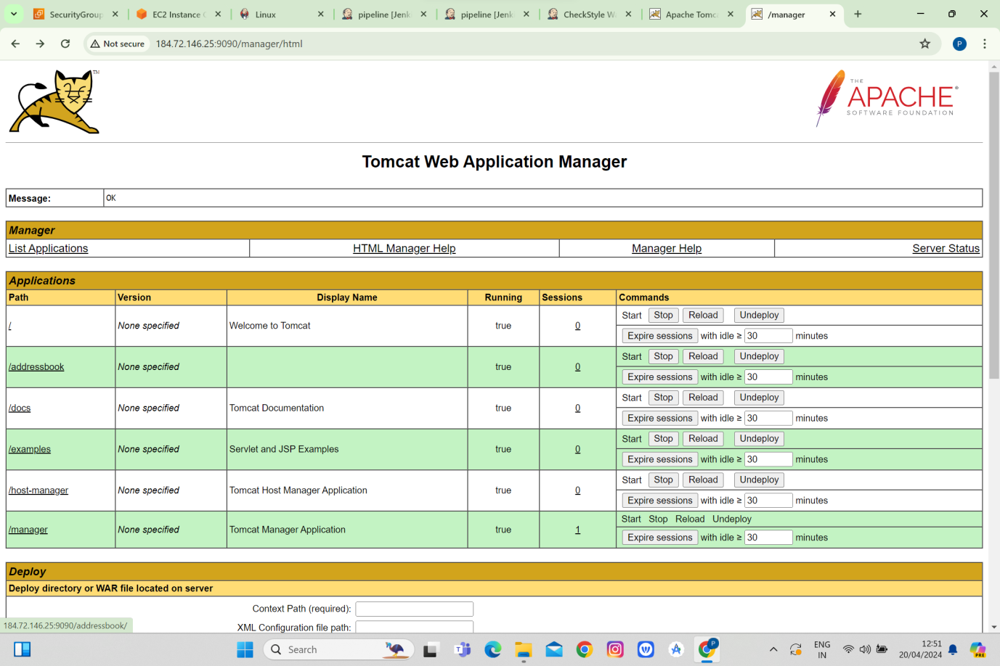 SecurityGroup
EC2 Instance C
Linux
pipeline [Jenk
pipeline [Jenk
CheckStyle W
Apache Tomc
/manager
Not secure
184.72.146.25:9090/manager/html
P
TM
THE
APACHE®
SOFTWARE FOUNDATION
Tomcat Web Application Manager
Message: OK
Manager
List Applications HTML Manager Help Manager Help Server Status
Applications
Path Version Display Name Running Sessions Commands
/ None specified Welcome to Tomcat true 0
Start Stop Reload Undeploy
Expire sessions with idle ≥ 30 minutes
/addressbook None specified true 0
Start Stop Reload Undeploy
Expire sessions with idle ≥ 30 minutes
/docs None specified Tomcat Documentation true 0
Start Stop Reload Undeploy
Expire sessions with idle ≥ 30 minutes
/examples None specified Servlet and JSP Examples true 0
Start Stop Reload Undeploy
Expire sessions with idle ≥ 30 minutes
/host-manager None specified Tomcat Host Manager Application true 0
Start Stop Reload Undeploy
Expire sessions with idle ≥ 30 minutes
/manager None specified Tomcat Manager Application true 1
Start Stop Reload Undeploy
Expire sessions with idle ≥ 30 minutes
Deploy
Deploy directory or WAR file located on server
Context Path (required):
XML Configuration file path:
184.72.146.25:9090/addressbook/
Search
P
ENG
IN
12:51
20/04/2024
PRE